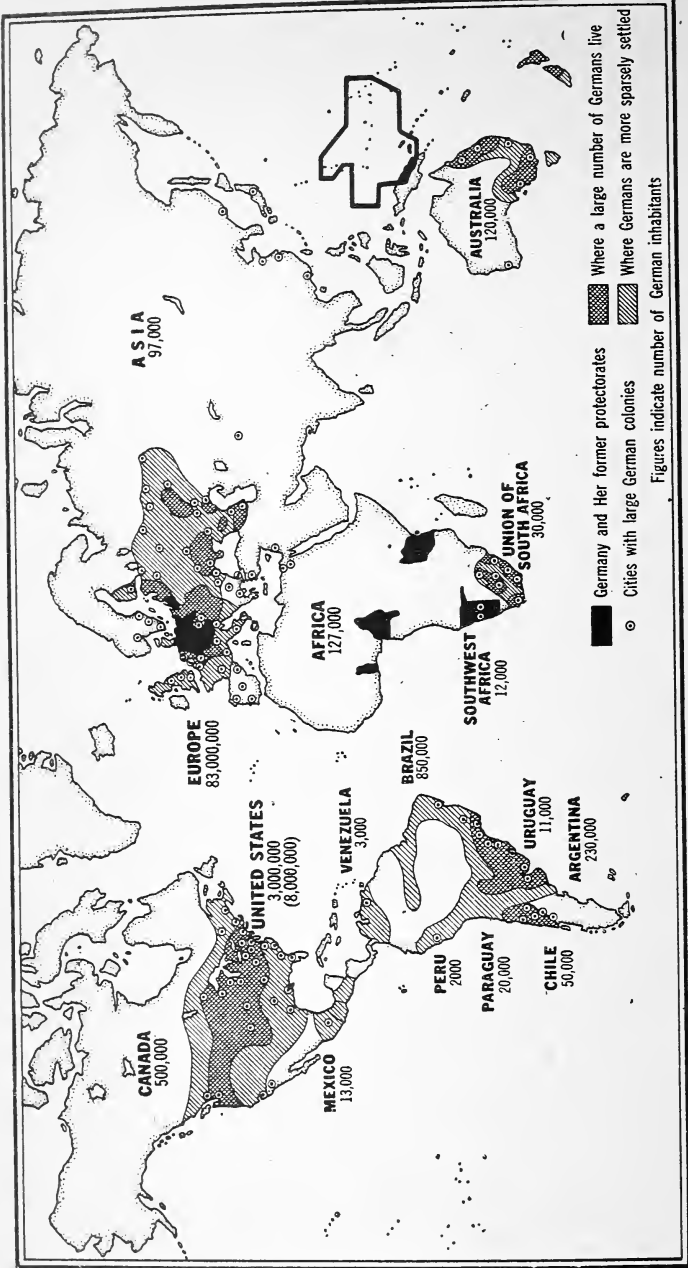 CANADA
500,000
UNITED STATES
3,000,000
(8,000,000)
MEXICO
13,000
VENEZUELA
3,000
BRAZIL
850,000
PERU
2000
PARAGUAY
20,000
CHILE
50,000
URUGUAY
11,000
ARGENTINA
230,000
EUROPE
83,000,000
AFRICA
127,000
SOUTHWEST
AFRICA
12,000
UNION OF
SOUTH AFRICA
30,000
ASIA
97,000
AUSTRALIA
120,000
Germany and Her former protectorates
Cities with large German colonies
Where a large number of Germans live
Where Germans are more sparsely settled
Figures indicate number of German inhabitants